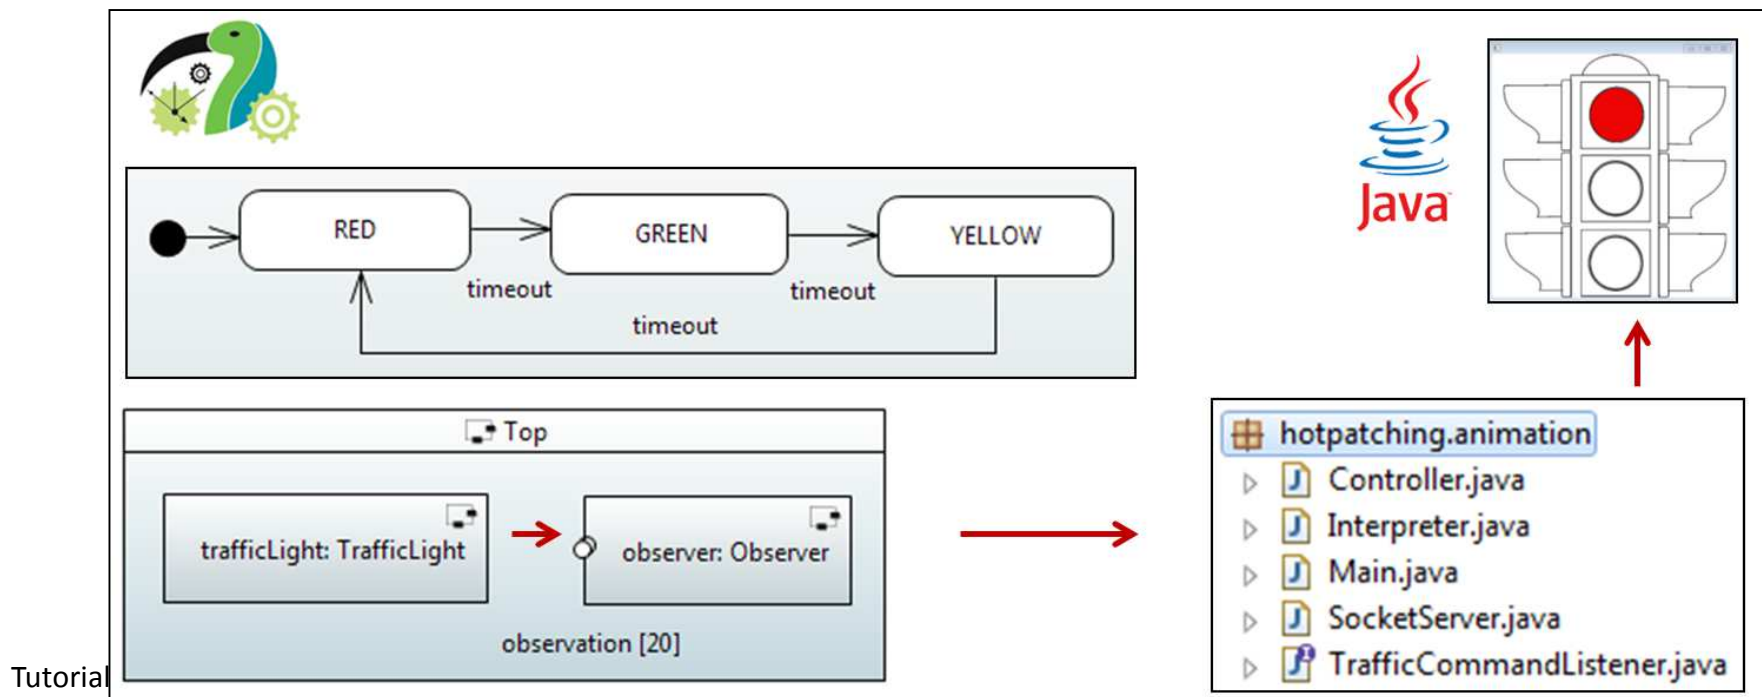 Java
RED
GREEN
YELLOW
timeout
timeout
timeout
Top
trafficLight: TrafficLight
observer: Observer
observation [20]
hotpatching.animation
Controller.java
Interpreter.java
Main.java
SocketServer.java
TrafficCommandListener.java
Tutorial